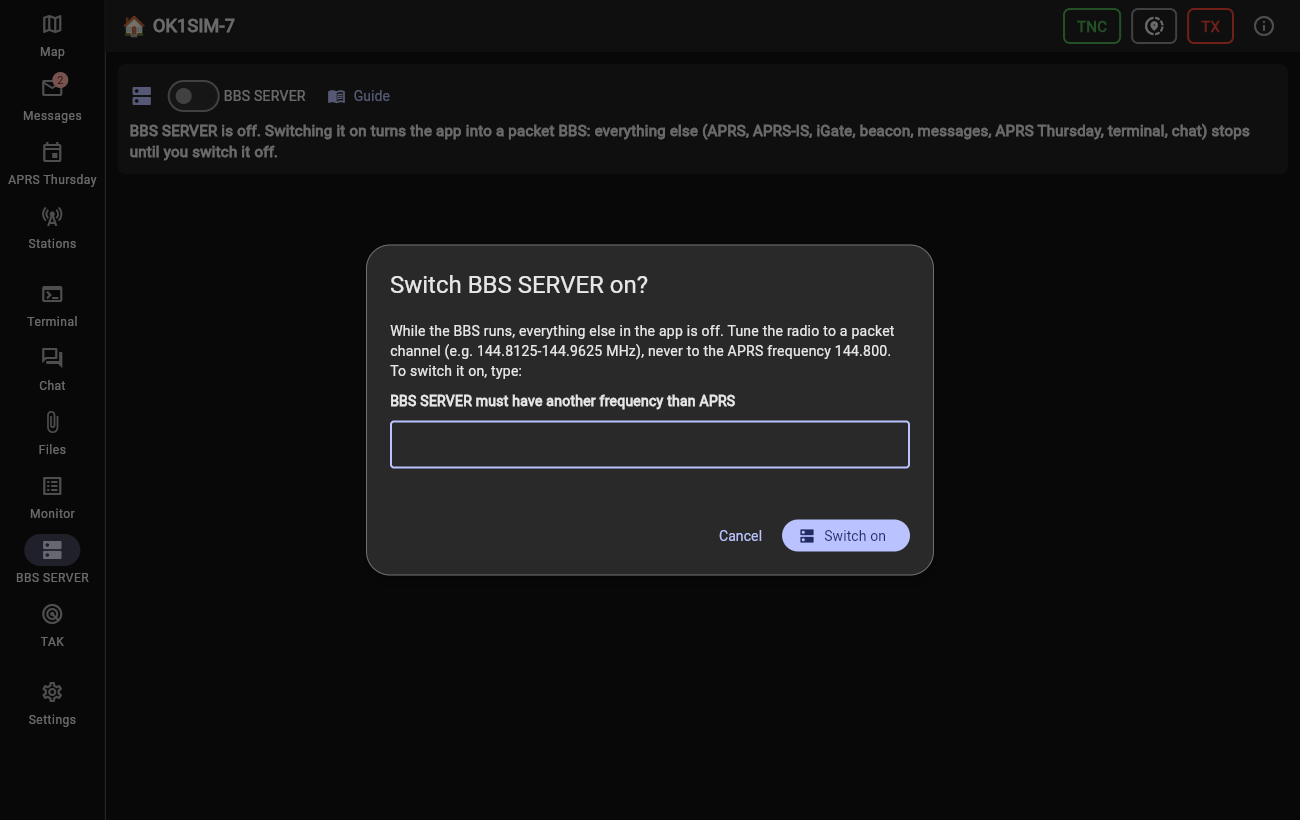 OK1SIM-7
TNC
TX
Map
2
Messages
APRS Thursday
Stations
Terminal
Chat
Files
Monitor
BBS SERVER
TAK
Settings
BBS SERVER
Guide
BBS SERVER is off. Switching it on turns the app into a packet BBS: everything else (APRS, APRS-IS, iGate, beacon, messages, APRS Thursday, terminal, chat) stops
until you switch it off.
Switch BBS SERVER on?
While the BBS runs, everything else in the app is off. Tune the radio to a packet
channel (e.g. 144.8125-144.9625 MHz), never to the APRS frequency 144.800.
To switch it on, type:
BBS SERVER must have another frequency than APRS
Cancel
Switch on